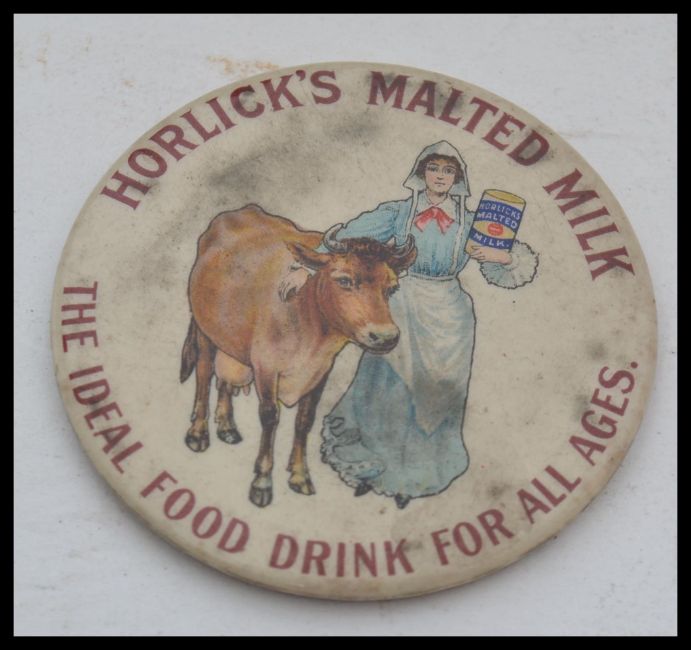 HORLICK'S MALTED MILK
HORLICK'S
MALTED
MILK.
THE IDEAL FOOD DRINK FOR ALL AGES.